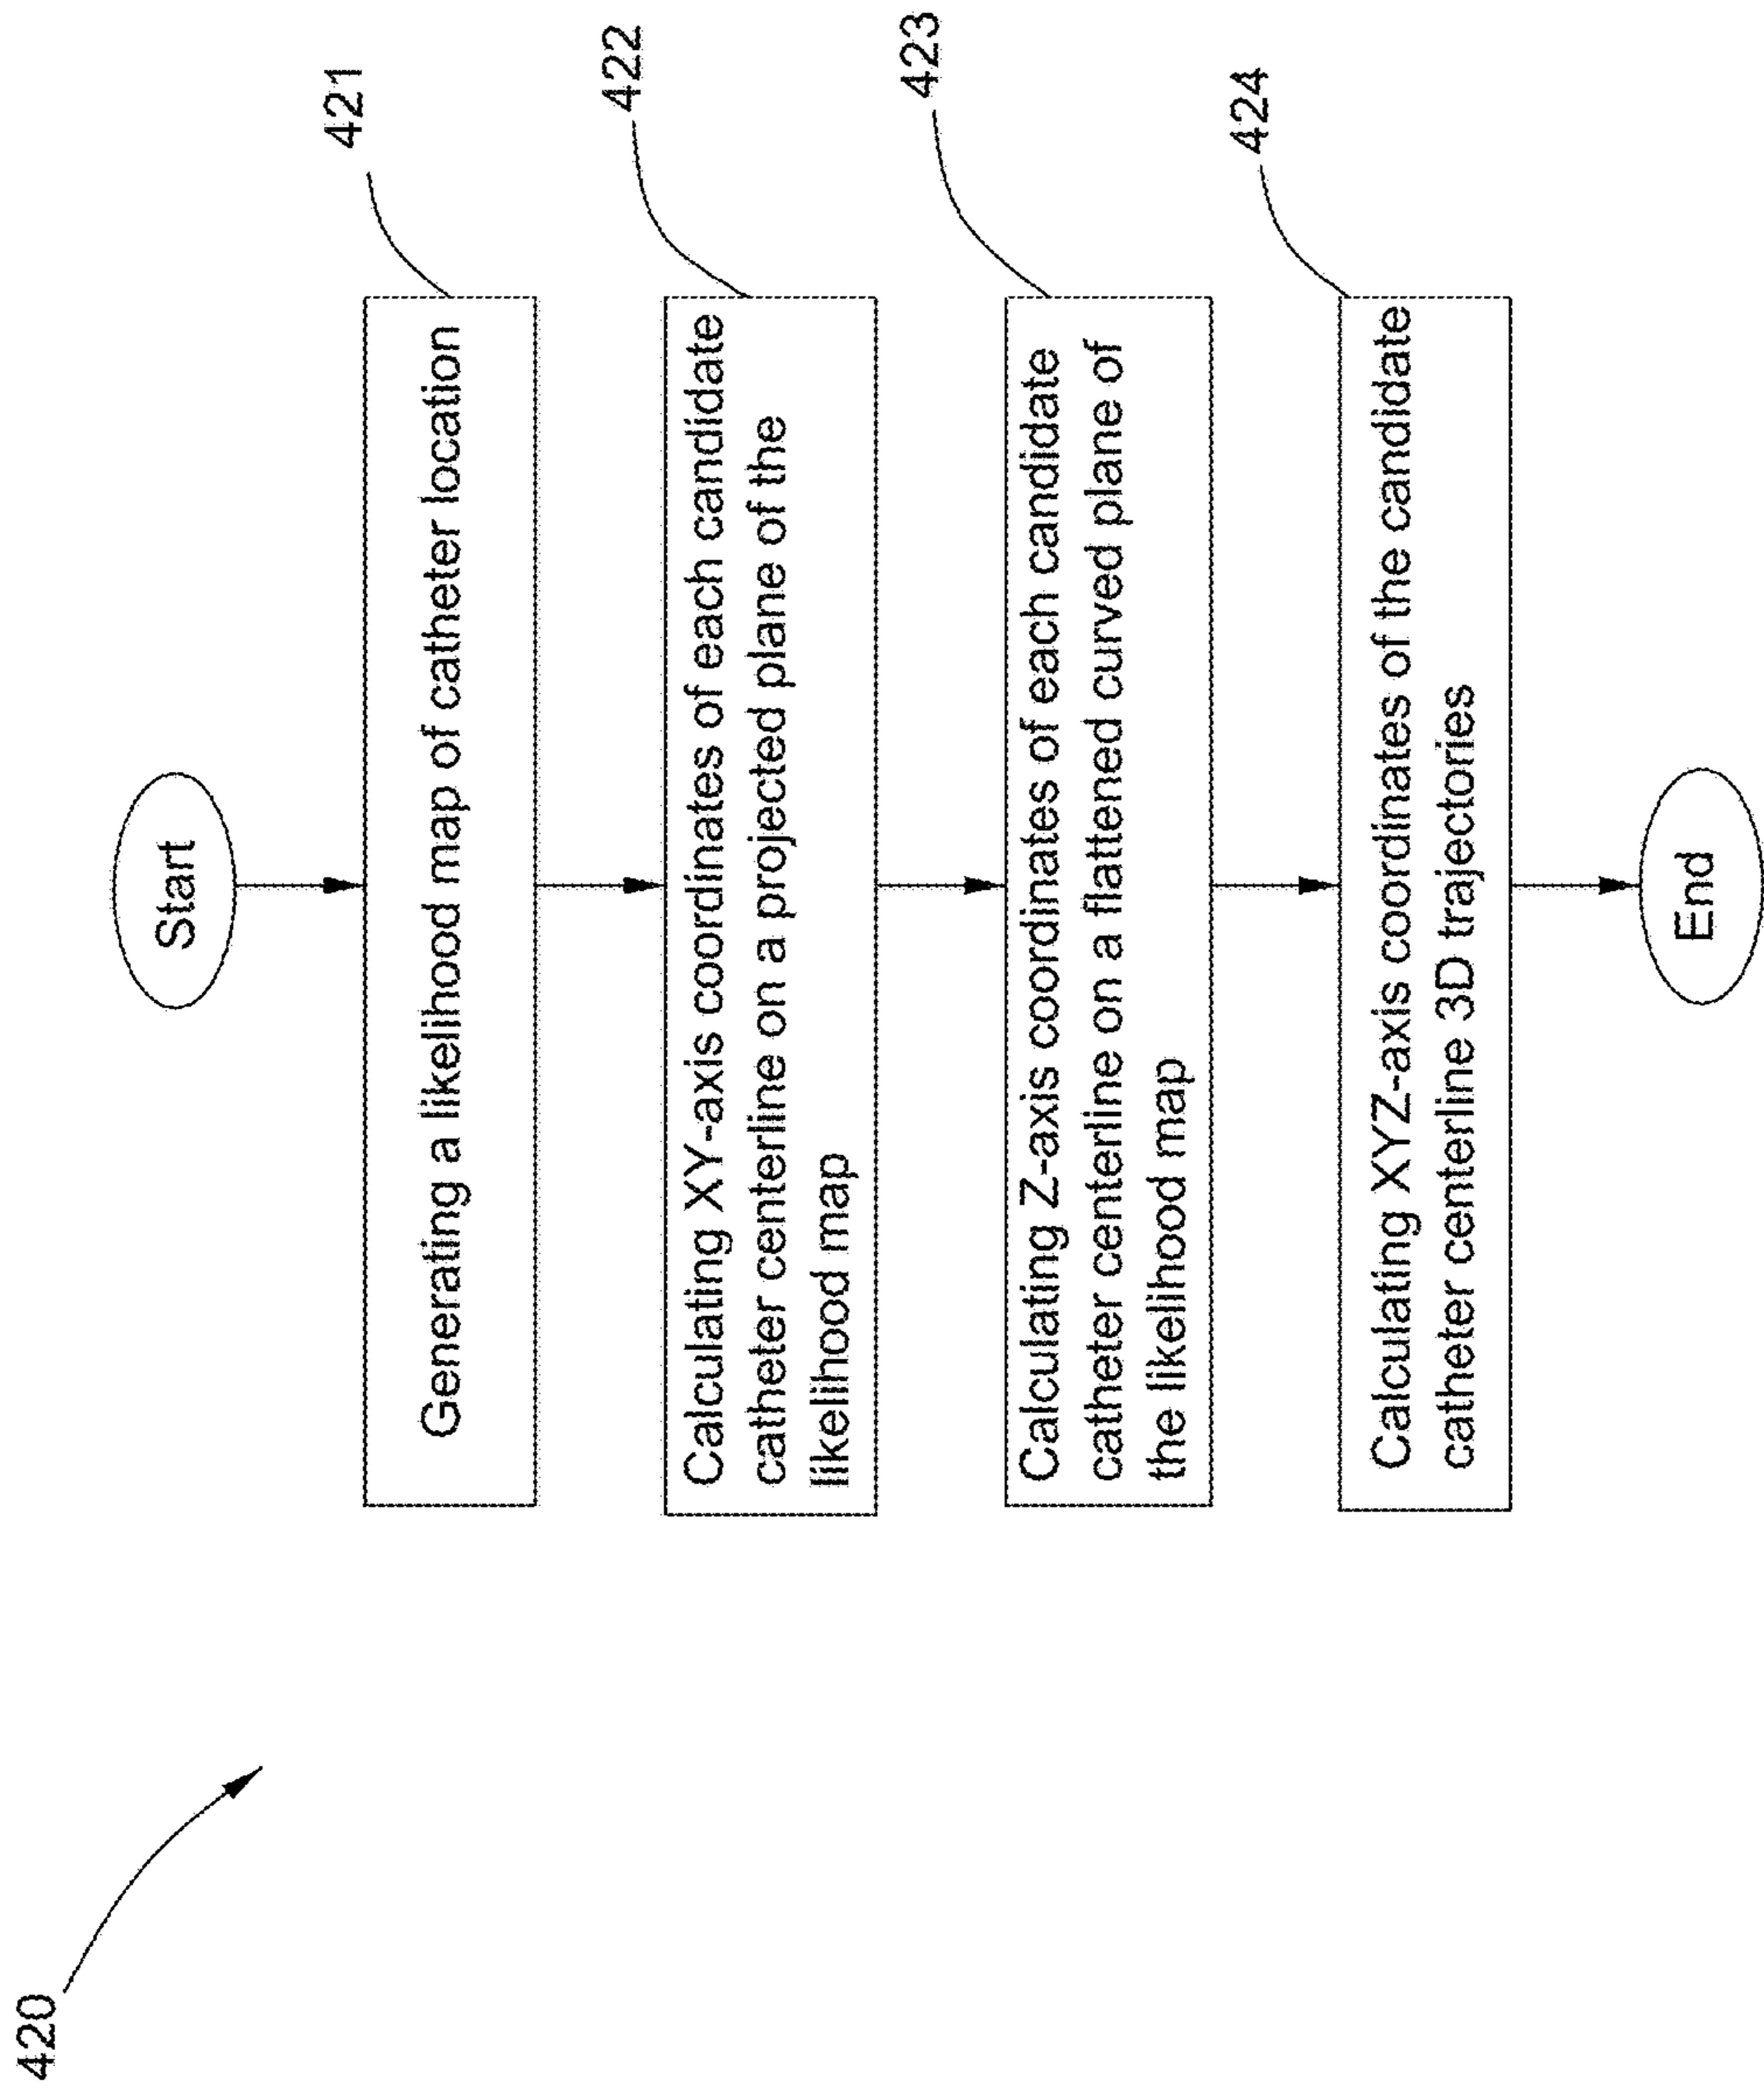 420
Start
421
Generating a likelihood map of catheter location
422
Calculating XY-axis coordinates of each candidate
catheter centerline on a projected plane of the
likelihood map
423
Calculating Z-axis coordinates of each candidate
catheter centerline on a flattened curved plane of
the likelihood map
424
Calculating XYZ-axis coordinates of the candidate
catheter centerline 3D trajectories
End